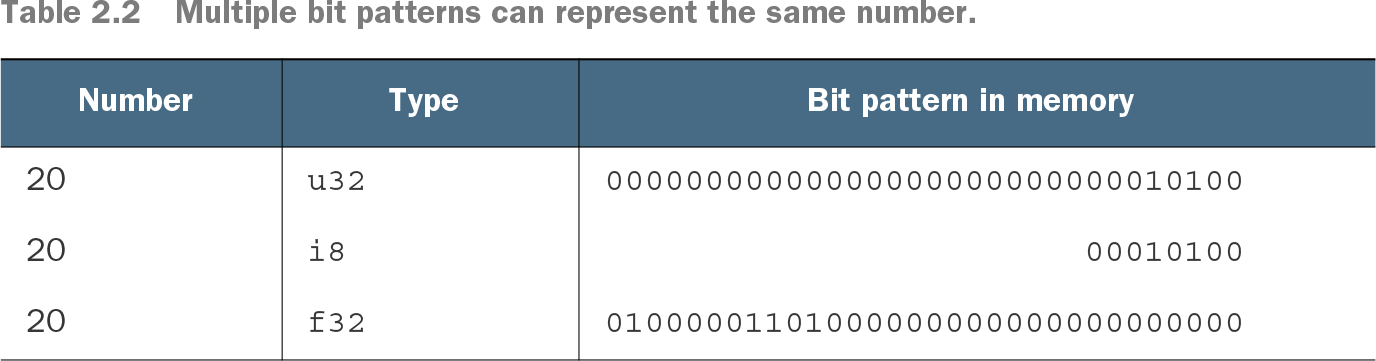 Table 2.2 Multiple bit patterns can represent the same number.
Number Type Bit pattern in memory
20 u32 00000000000000000000000000010100
20 i8 00010100
20 f32 01000001101000000000000000000000